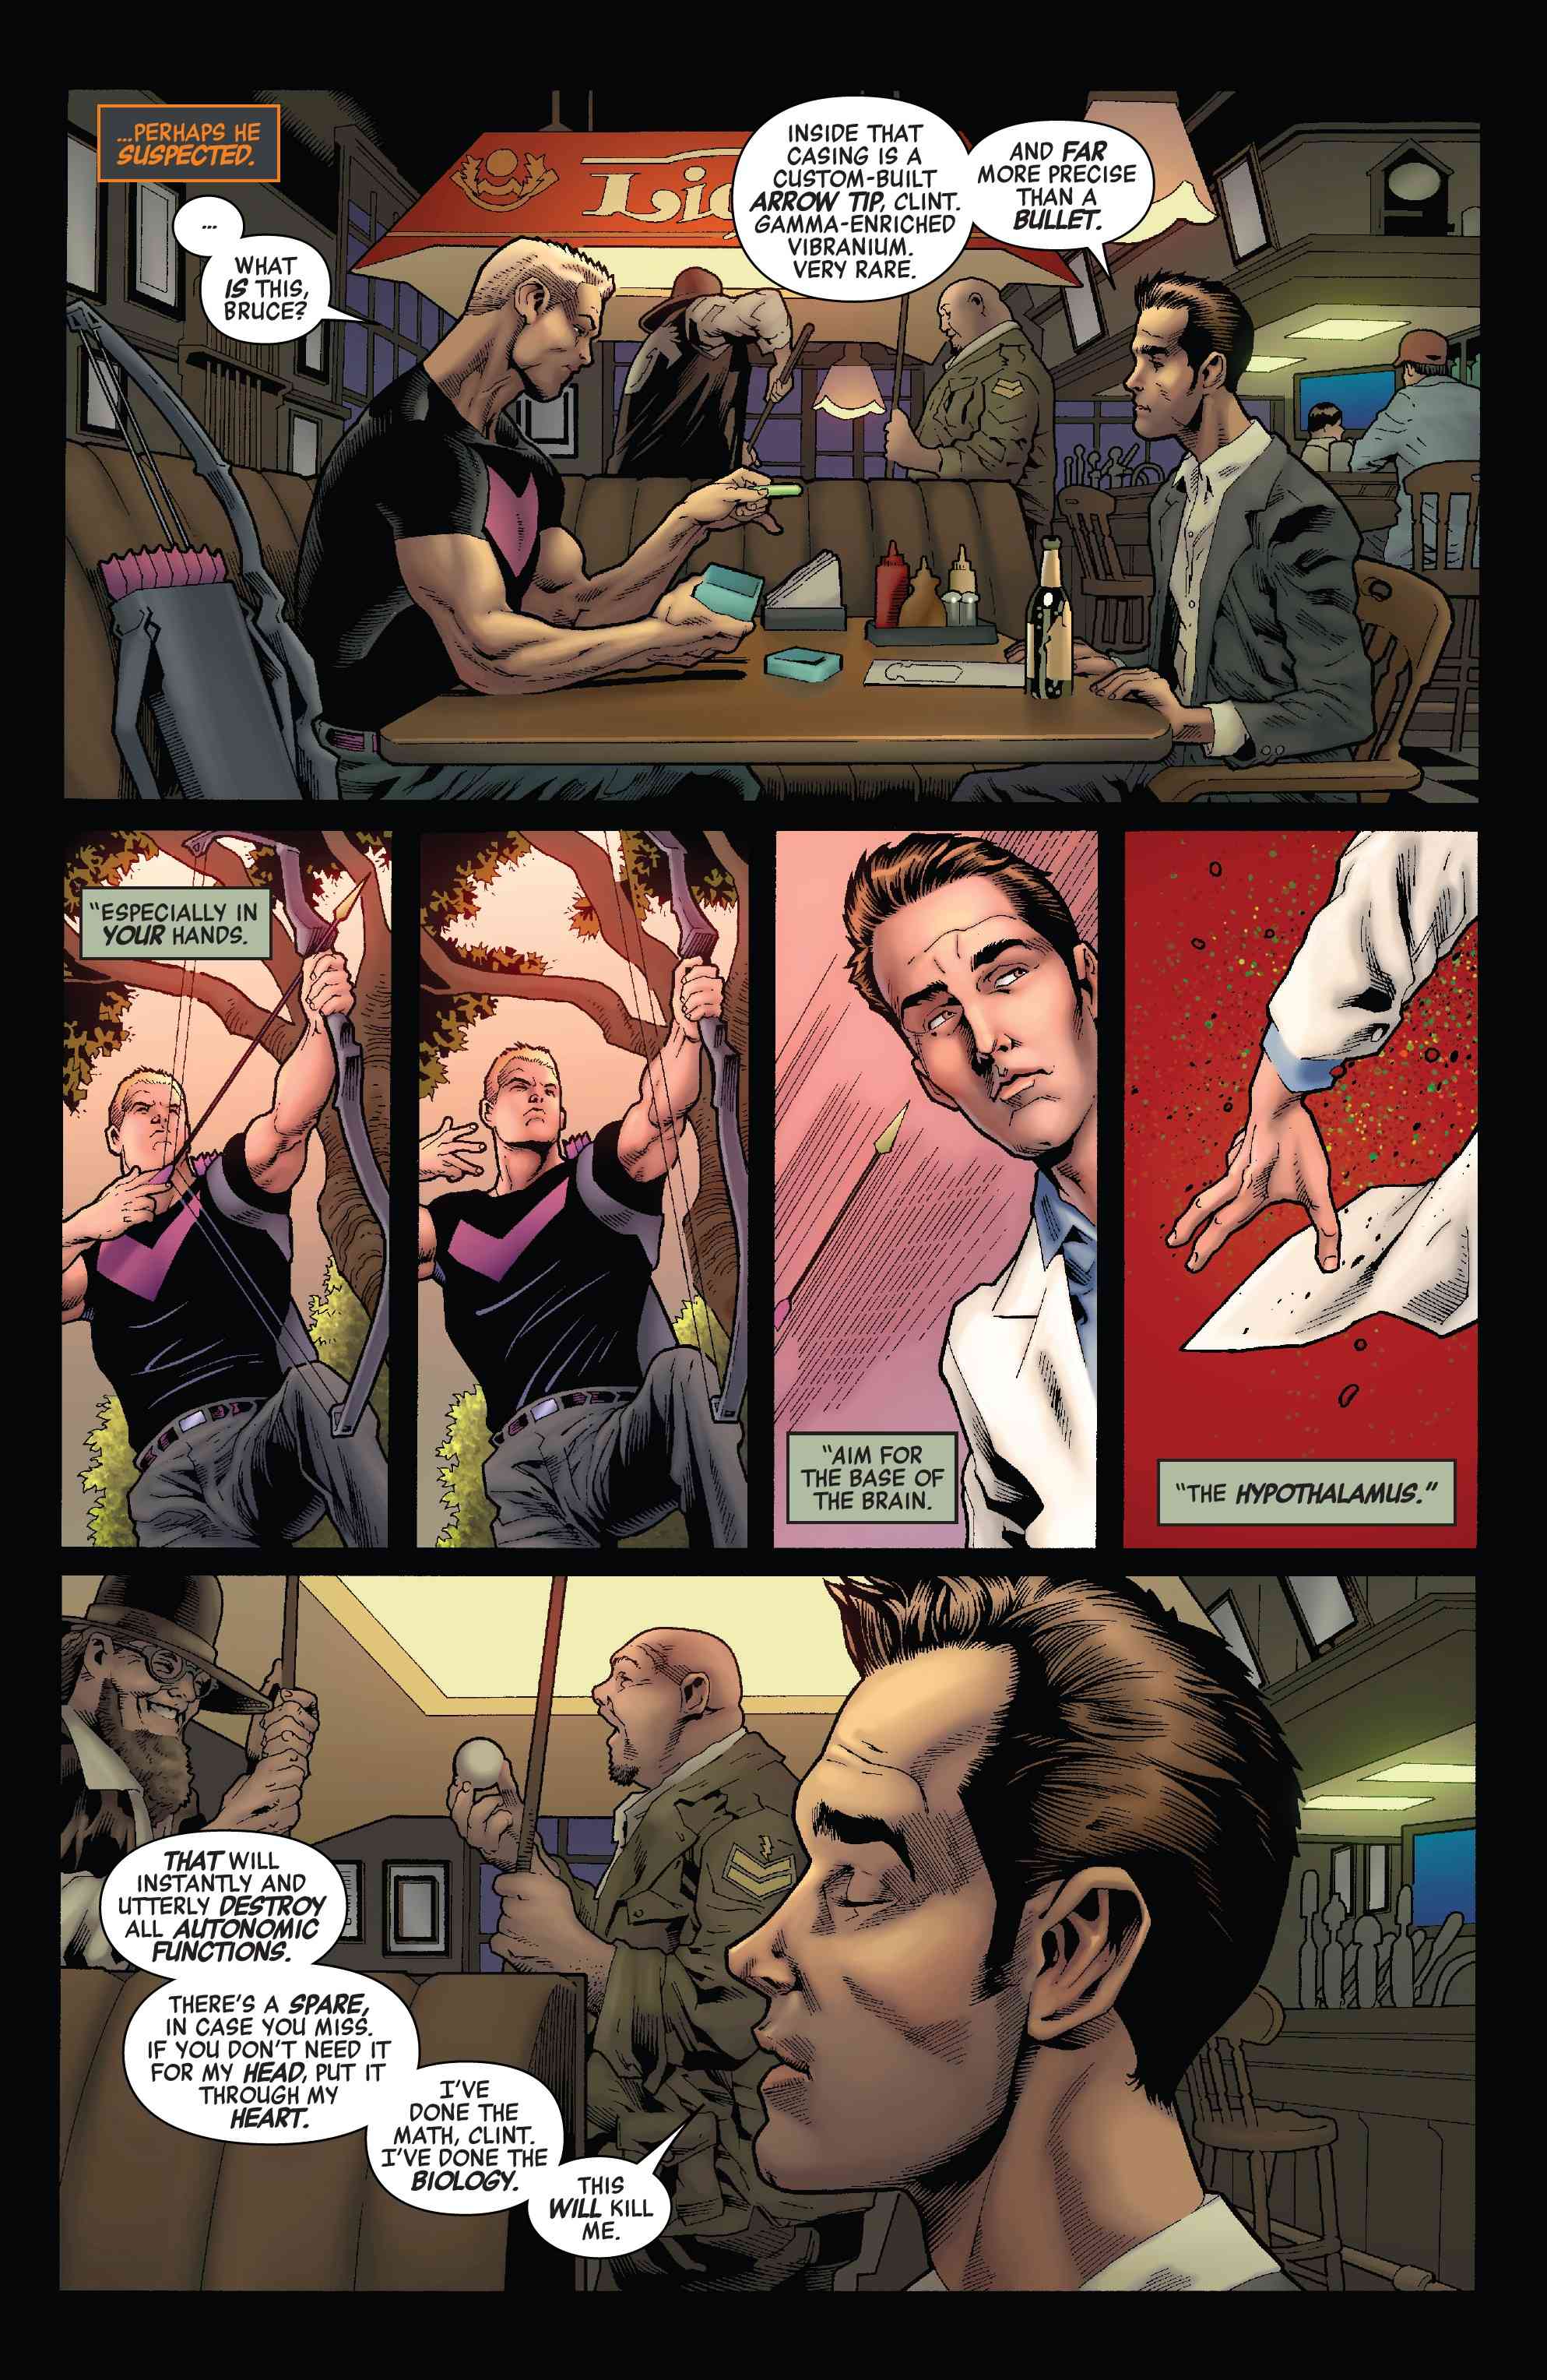 ...PERHAPS HE
SUSPECTED.
...
WHAT
IS THIS,
BRUCE?
INSIDE THAT
CASING IS A
CUSTOM-BUILT
ARROW TIP, CLINT.
GAMMA-ENRICHED
VIBRANIUM.
VERY RARE.
AND FAR
MORE PRECISE
THAN A
BULLET.
Lig
"ESPECIALLY IN
YOUR HANDS.
"AIM FOR
THE BASE OF
THE BRAIN.
"THE HYPOTHALAMUS."
THAT WILL
INSTANTLY AND
UTTERLY DESTROY
ALL AUTONOMIC
FUNCTIONS.
THERE'S A SPARE,
IN CASE YOU MISS.
IF YOU DON'T NEED IT
FOR MY HEAD, PUT IT
THROUGH MY
HEART.
I'VE
DONE THE
MATH, CLINT.
I'VE DONE THE
BIOLOGY.
THIS
WILL KILL
ME.